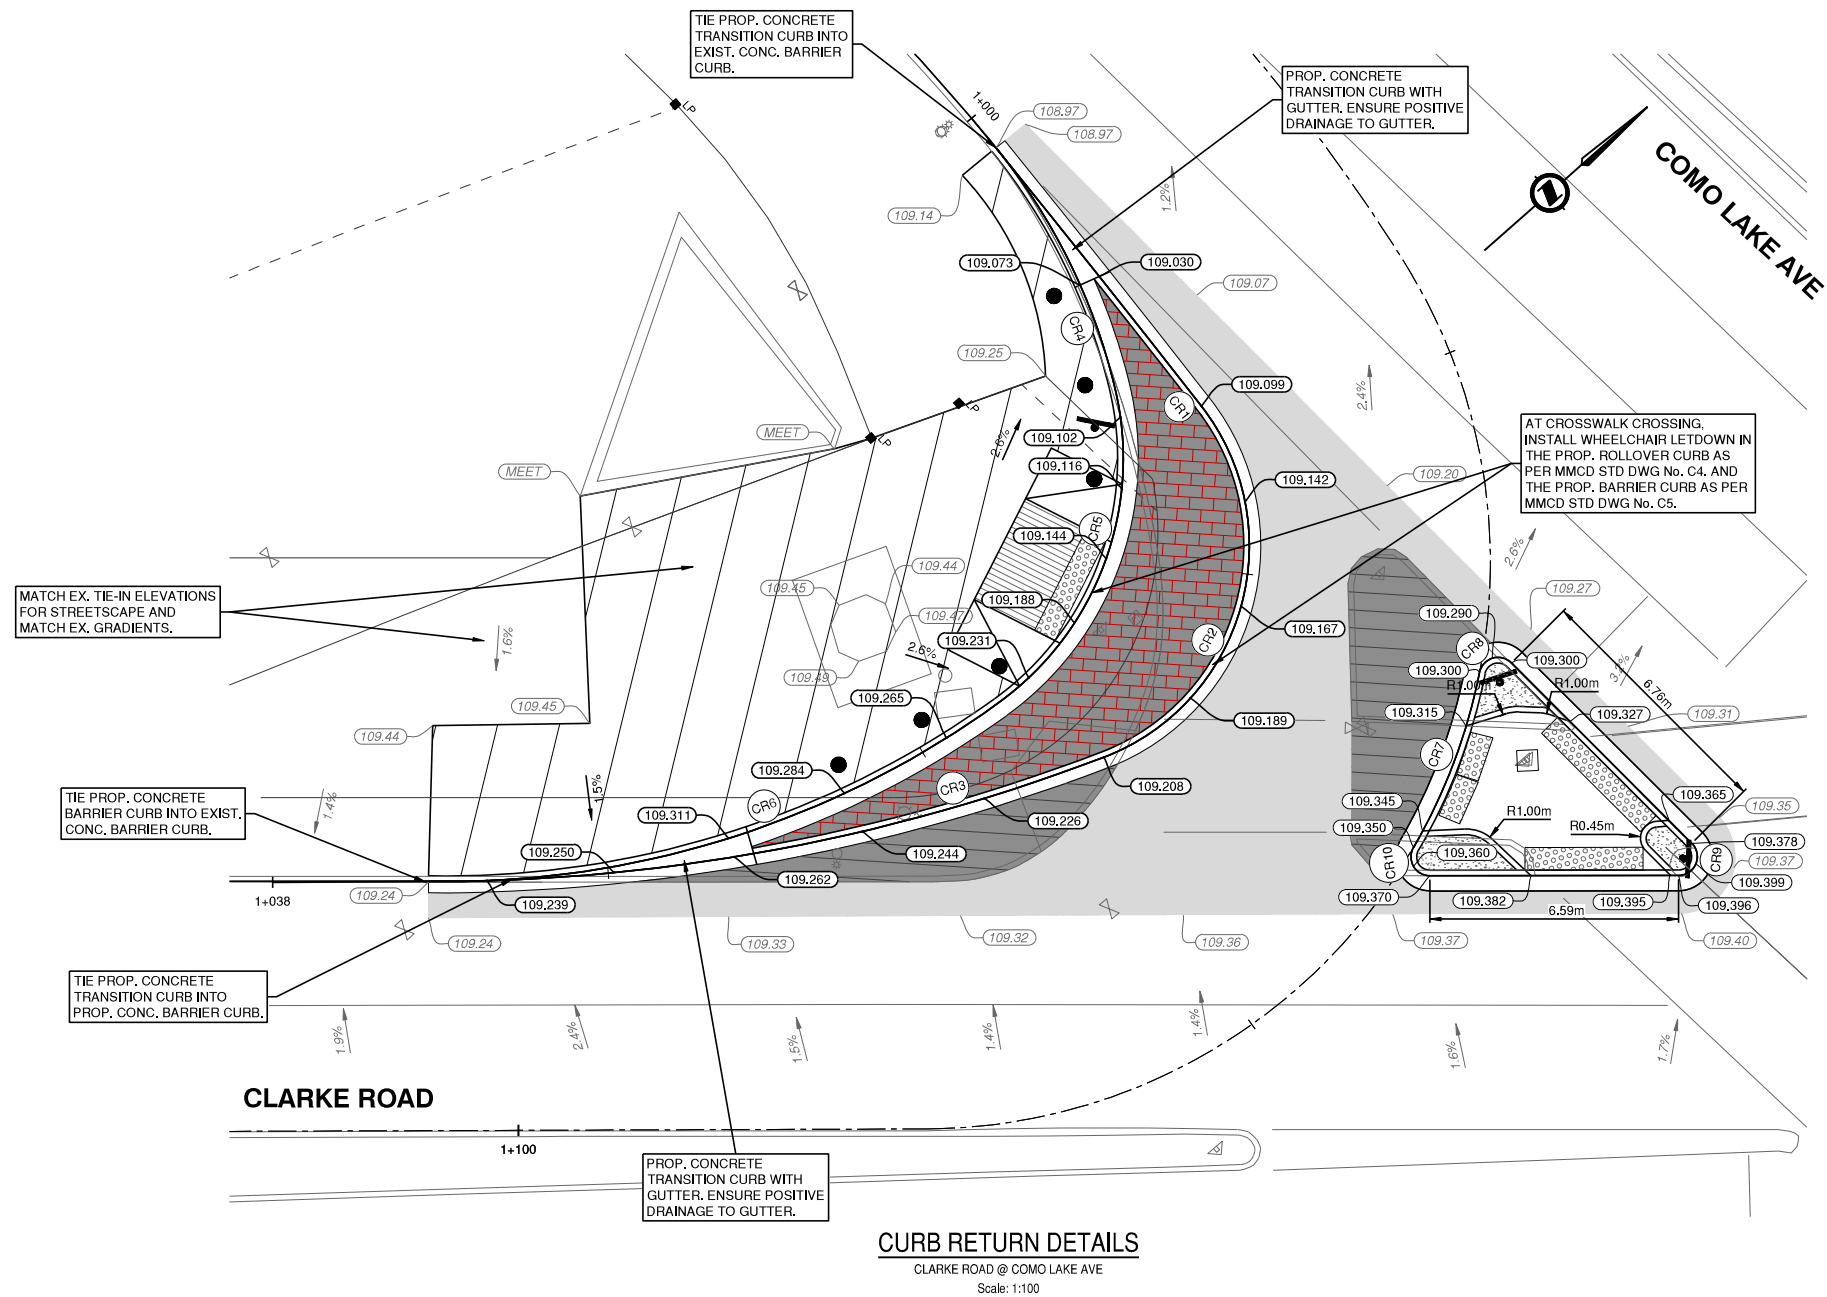 TIE PROP. CONCRETE
TRANSITION CURB INTO
EXIST. CONC. BARRIER
CURB.
PROP. CONCRETE
TRANSITION CURB WITH
GUTTER. ENSURE POSITIVE
DRAINAGE TO GUTTER.
COMO LAKE AVE
1+000
108.97
108.97
LP
1.2%
109.14
109.073
109.030
109.07
CR4
109.25
2.4%
109.099
CR1
LP
LP
MEET
2.6%
109.102
AT CROSSWALK CROSSING,
INSTALL WHEELCHAIR LETDOWN IN
THE PROP. ROLLOVER CURB AS
PER MMCD STD DWG No. C4. AND
THE PROP. BARRIER CURB AS PER
MMCD STD DWG No. C5.
MEET
109.116
109.142
109.20
CR5
109.144
2.6%
109.44
109.45
109.27
MATCH EX. TIE-IN ELEVATIONS
FOR STREETSCAPE AND
MATCH EX. GRADIENTS.
109.188
109.47
109.290
109.167
1.6%
109.231
CR2
2.6%
CR8
109.300
109.300
3.2%
109.49
R1.00m
R1.00m
6.76m
109.265
109.45
109.315
109.327
109.31
109.189
109.44
CR7
109.284
1.5%
CR3
109.208
TIE PROP. CONCRETE
BARRIER CURB INTO EXIST.
CONC. BARRIER CURB.
1.4%
CR6
109.311
109.226
109.345
109.365
109.35
R1.00m
R0.45m
109.350
109.378
109.250
109.244
109.360
CR10
CR9
109.37
109.262
109.399
109.24
1+038
109.239
109.370
109.382
109.395
109.396
6.59m
109.24
109.33
109.32
109.36
109.37
109.40
TIE PROP. CONCRETE
TRANSITION CURB INTO
PROP. CONC. BARRIER CURB.
1.9%
2.4%
1.5%
1.4%
1.4%
1.6%
1.7%
CLARKE ROAD
1+100
PROP. CONCRETE
TRANSITION CURB WITH
GUTTER. ENSURE POSITIVE
DRAINAGE TO GUTTER.
CURB RETURN DETAILS
CLARKE ROAD @ COMO LAKE AVE
Scale: 1:100